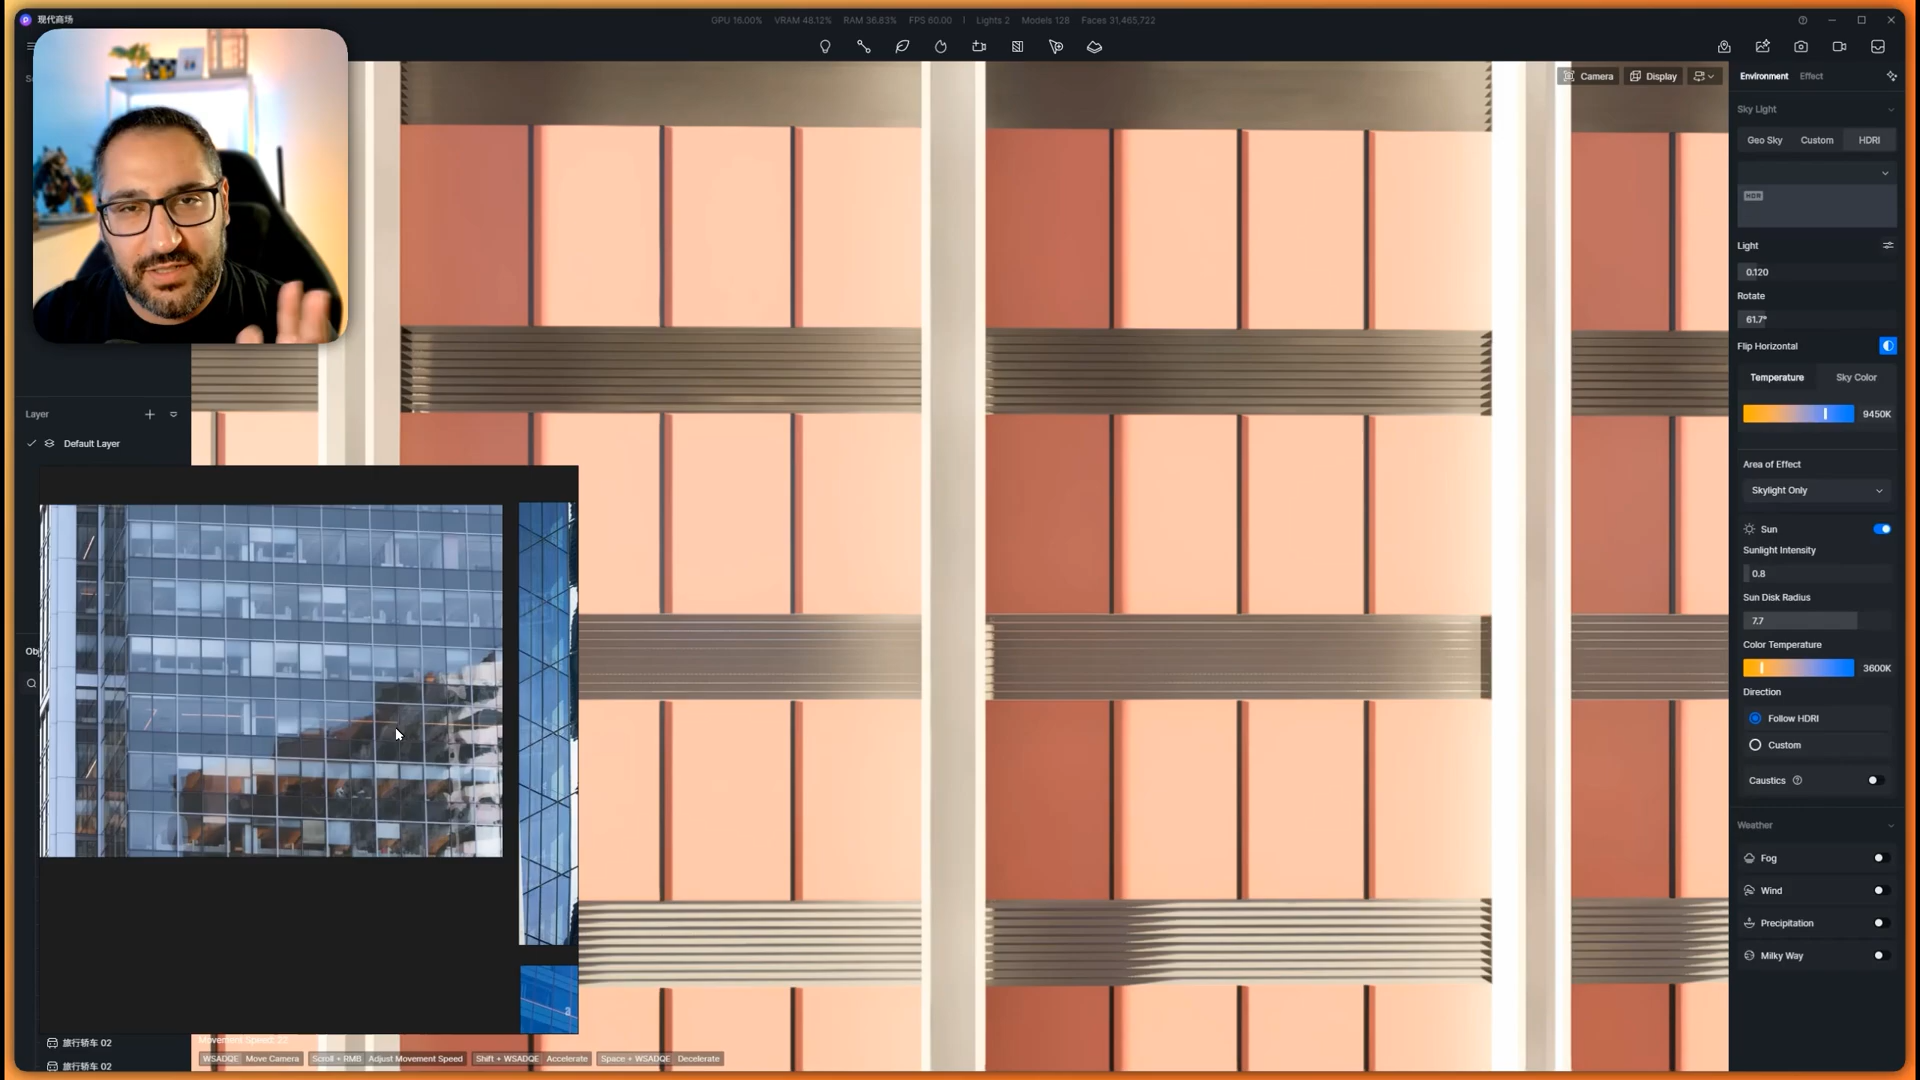 现代商场
GPU 16.00% VRAM 48.12% RAM 36.83% FPS 60.00 | Lights 2 Models 128 Faces 31,465,722
Camera
Display
Environment
Effect
Sky Light
Geo Sky
Custom
HDRI
HDR
Light
0.120
Rotate
61.7°
Flip Horizontal
Temperature
Sky Color
9450K
Area of Effect
Skylight Only
Sun
Sunlight Intensity
0.8
Sun Disk Radius
7.7
Color Temperature
3600K
Direction
Follow HDRI
Custom
Caustics
Weather
Fog
Wind
Precipitation
Milky Way
Layer
Default Layer
旅行轿车 02
旅行轿车 02
Movement Speed:
WSADQE Move Camera Scroll + RMB Adjust Movement Speed Shift + WSADQE Accelerate Space + WSADQE Decelerate